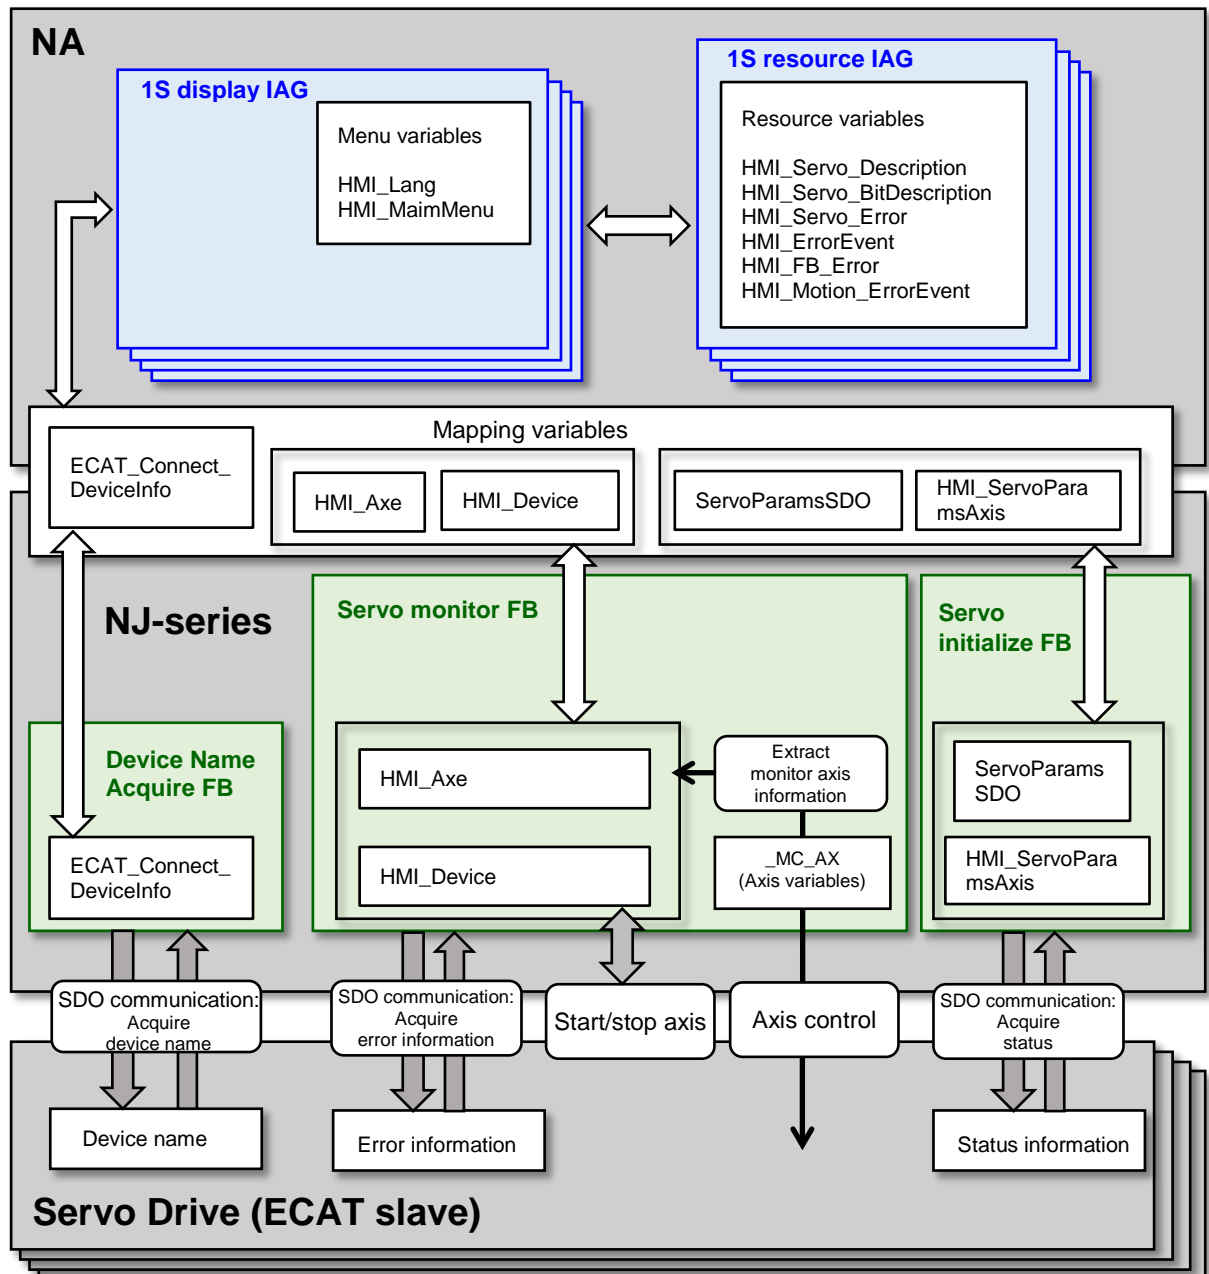 NA
1S display IAG
Menu variables
HMI_Lang
HMI_MaimMenu
1S resource IAG
Resource variables
HMI_Servo_Description
HMI_Servo_BitDescription
HMI_Servo_Error
HMI_ErrorEvent
HMI_FB_Error
HMI_Motion_ErrorEvent
Mapping variables
ECAT_Connect_
DeviceInfo
HMI_Axe
HMI_Device
ServoParamsSDO
HMI_ServoPara
msAxis
NJ-series
Device Name
Acquire FB
ECAT_Connect_
DeviceInfo
Servo monitor FB
HMI_Axe
HMI_Device
Extract
monitor axis
information
_MC_AX
(Axis variables)
Servo
initialize FB
ServoParams
SDO
HMI_ServoPara
msAxis
SDO communication:
Acquire
device name
SDO communication:
Acquire
error information
Start/stop axis
Axis control
SDO communication:
Acquire
status
Device name
Error information
Status information
Servo Drive (ECAT slave)